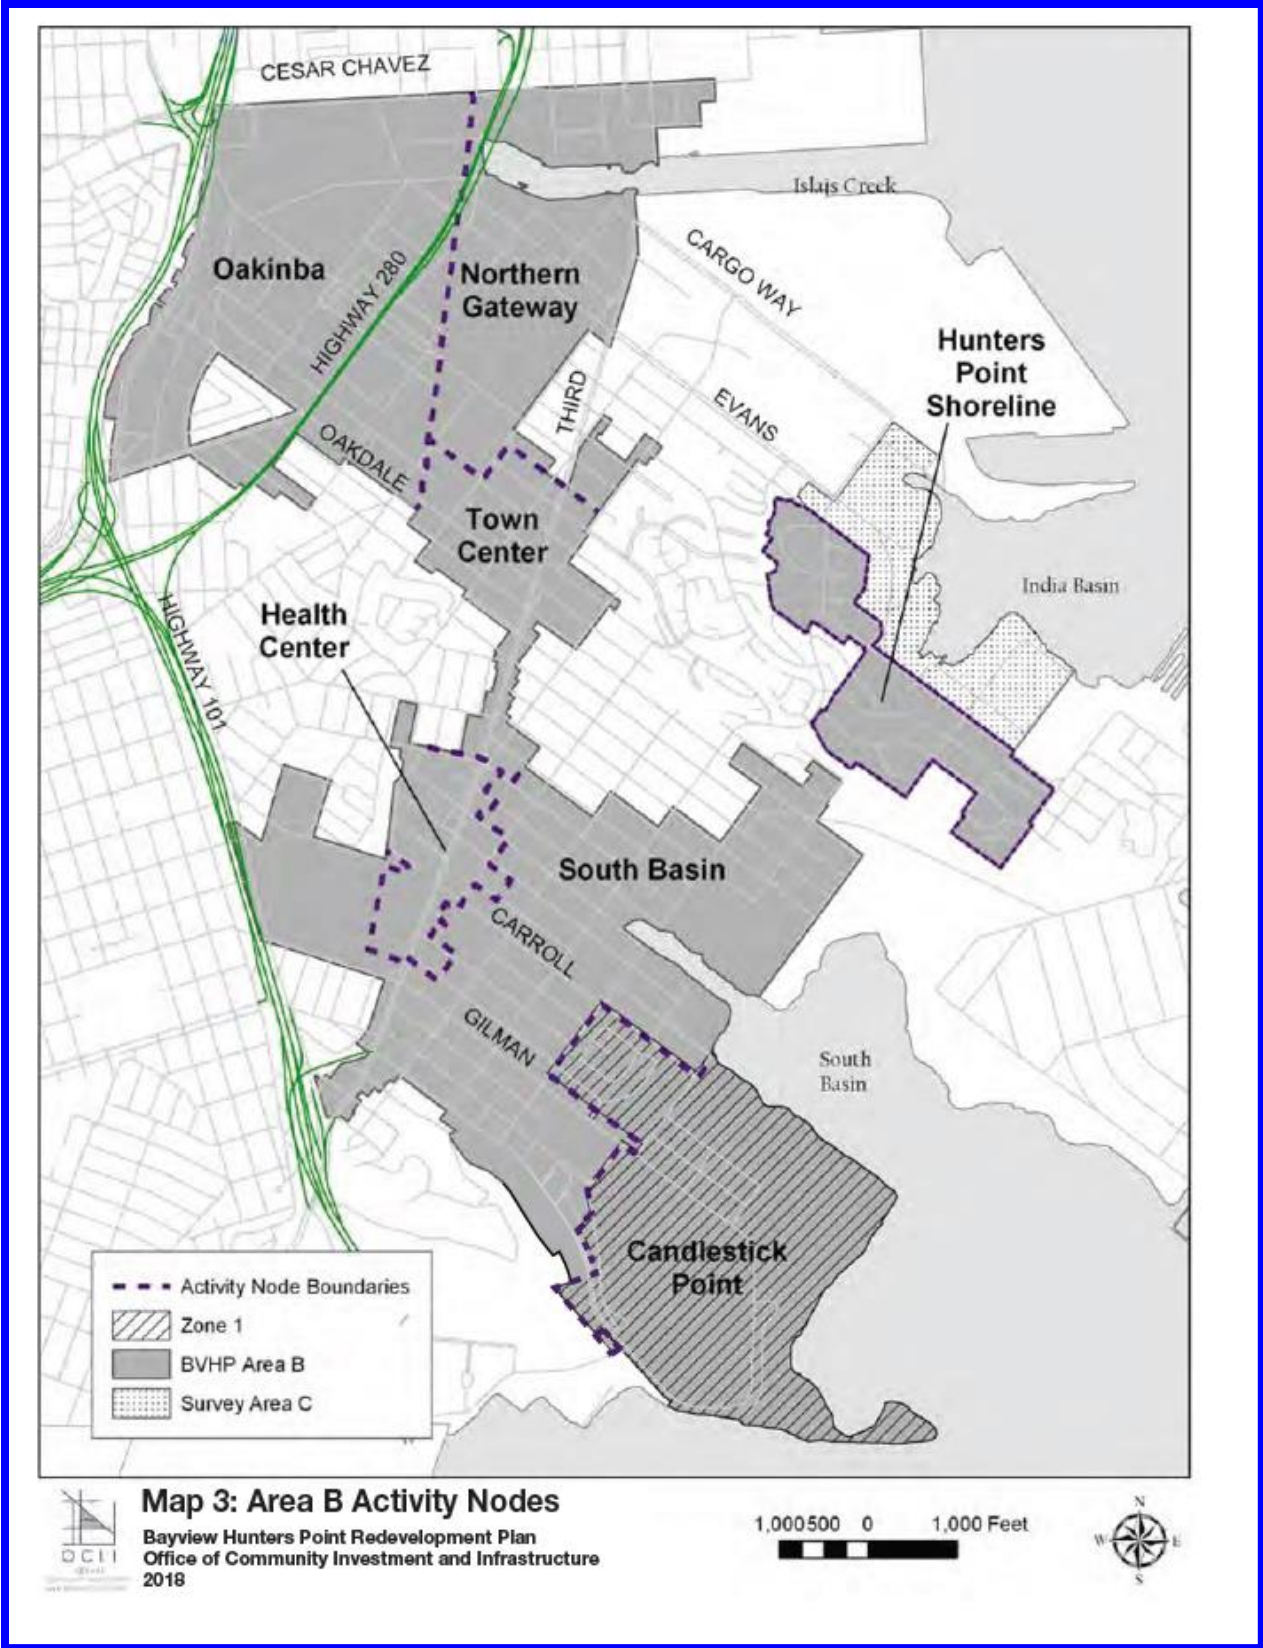 CESAR CHAVEZ
Islais Creek
CARGO WAY
Oakinba
HIGHWAY 280
Northern
Gateway
Hunters
Point
Shoreline
THIRD
EVANS
OAKDALE
Town
Center
India Basin
HIGHWAY 101
Health
Center
South Basin
CARROLL
GILMAN
South
Basin
Candlestick
Point
Activity Node Boundaries
Zone 1
BVHP Area B
Survey Area C
OCII
Map 3: Area B Activity Nodes
Bayview Hunters Point Redevelopment Plan
Office of Community Investment and Infrastructure
2018
1,000500 0 1,000 Feet
N
W E
S